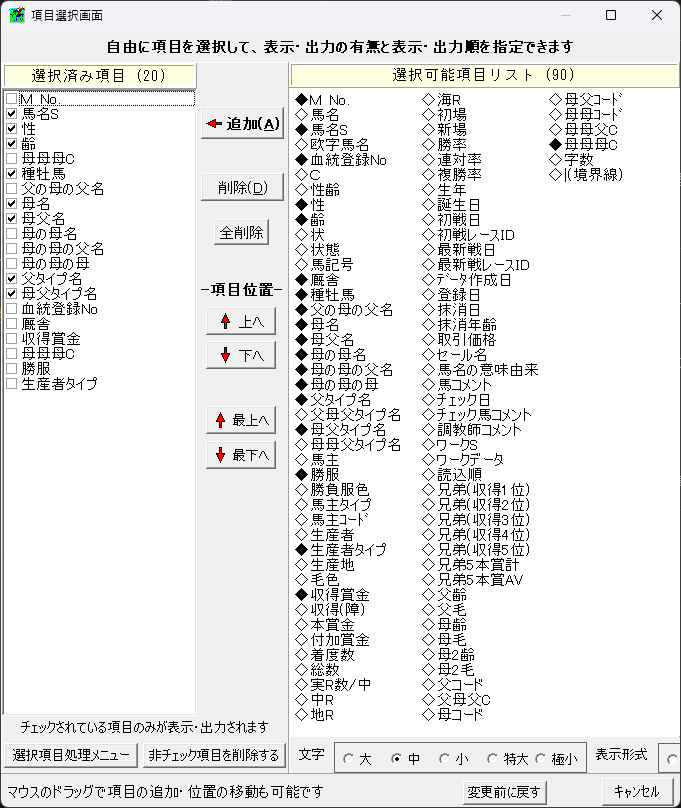 項目選択画面
自由に項目を選択して、表示・出力の有無と表示・出力順を指定できます
選択済み項目 (20)
M No.
馬名S
性
齢
母母母C
種牡馬
父の母の父名
母名
母父名
母の母名
母の母の父名
母の母の母
父タイプ名
母父タイプ名
血統登録No
厩舎
収得賞金
母母母C
勝服
生産者タイプ
チェックされている項目のみが表示・出力されます
選択項目処理メニュー
非チェック項目を削除する
追加(A)
削除(D)
全削除
-項目位置-
上へ
下へ
最上へ
最下へ
選択可能項目リスト (90)
◆M No.
◇馬名
◆馬名S
◇欧字馬名
◆血統登録No
◇C
◇性齢
◆性
◆齢
◇状
◇状態
◇馬記号
◆厩舎
◆種牡馬
◆父の母の父名
◆母名
◆母父名
◆母の母名
◆母の母の父名
◆母の母の母
◆父タイプ名
◇父母父タイプ名
◆母父タイプ名
◇母母父タイプ名
◇馬主
◆勝服
◇勝負服色
◇馬主タイプ
◇馬主コード
◇生産者
◆生産者タイプ
◇生産地
◇毛色
◆収得賞金
◇収得(障)
◇本賞金
◇付加賞金
◇着度数
◇総数
◇実R数/中
◇中R
◇地R
◇海R
◇初場
◇新場
◇勝率
◇連対率
◇複勝率
◇生年
◇誕生日
◇初戦日
◇初戦レースID
◇最新戦日
◇最新戦レースID
◇データ作成日
◇登録日
◇抹消日
◇抹消年齢
◇取引価格
◇セール名
◇馬名の意味由来
◇馬コメント
◇チェック日
◇チェック馬コメント
◇調教師コメント
◇ワークS
◇ワークデータ
◇読込順
◇兄弟(収得1位)
◇兄弟(収得2位)
◇兄弟(収得3位)
◇兄弟(収得4位)
◇兄弟(収得5位)
◇兄弟5本賞計
◇兄弟5本賞AV
◇父齢
◇父毛
◇母齢
◇母毛
◇母2齢
◇母2毛
◇父コード
◇父母父C
◇母コード
◇母父コード
◇母母コード
◇母母父C
◆母母母C
◇字数
◇|(境界線)
文字 大 中 小 特大 極小 表示形式
マウスのドラッグで項目の追加・位置の移動も可能です
変更前に戻す
キャンセル